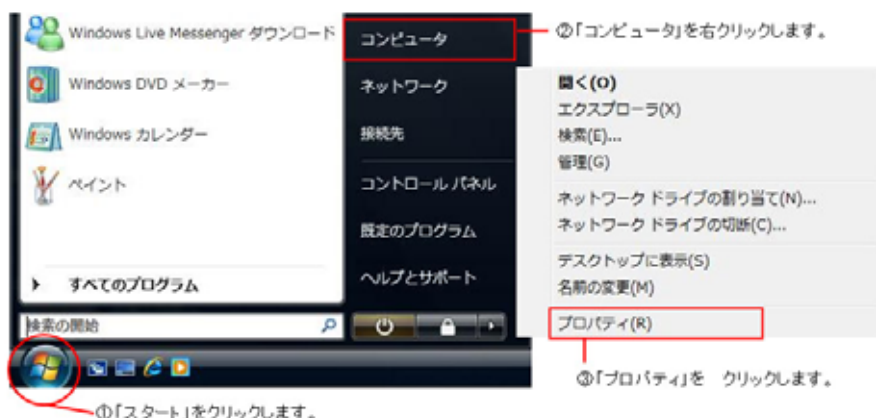 Windows Live Messenger ダウンロード
Windows DVD メーカー
Windows カレンダー
ペイント
すべてのプログラム
検索の開始
コンピュータ
ネットワーク
接続先
コントロール パネル
既定のプログラム
ヘルプとサポート
②「コンピュータ」を右クリックします。
開く(O)
エクスプローラ(X)
検索(E)...
管理(G)
ネットワーク ドライブの割り当て(N)...
ネットワーク ドライブの切断(C)...
デスクトップに表示(S)
名前の変更(M)
プロパティ(R)
③「プロパティ」を クリックします。
①「スタート」をクリックします。